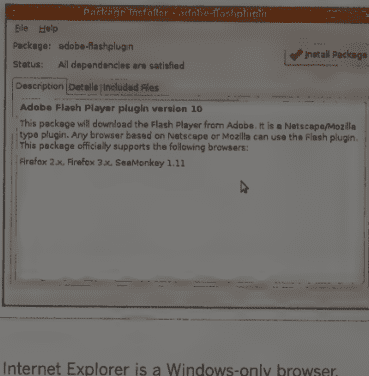 Package Installer - adobe-flashplugin
File Help
Package: adobe-flashplugin
Install Package
Status: All dependencies are satisfied
Description Details Included Files
Adobe Flash Player plugin version 10
This package will download the Flash Player from Adobe. It is a Netscape/Mozilla
type plugin. Any browser based on Netscape or Mozilla can use the Flash plugin.
This package officially supports the following browsers:
Firefox 2.x, Firefox 3.x, SeaMonkey 1.11
Internet Explorer is a Windows-only browser.